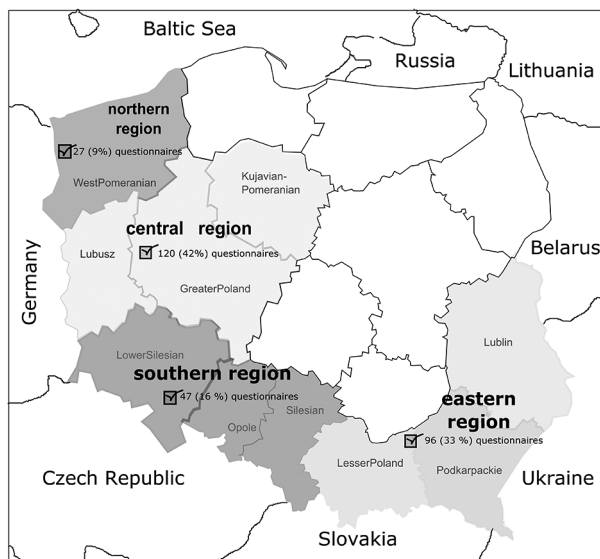 Baltic Sea
Russia
Lithuania
northern
region
27 (9%) questionnaires
WestPomeranian
Kujavian-
Pomeranian
central region
120 (42%) questionnaires
Lubusz
GreaterPoland
Germany
Belarus
Lublin
LowerSilesian
southern region
47 (16 %) questionnaires
Silesian
Opole
eastern
region
96 (33 %) questionnaires
LesserPoland
Podkarpackie
Czech Republic
Ukraine
Slovakia